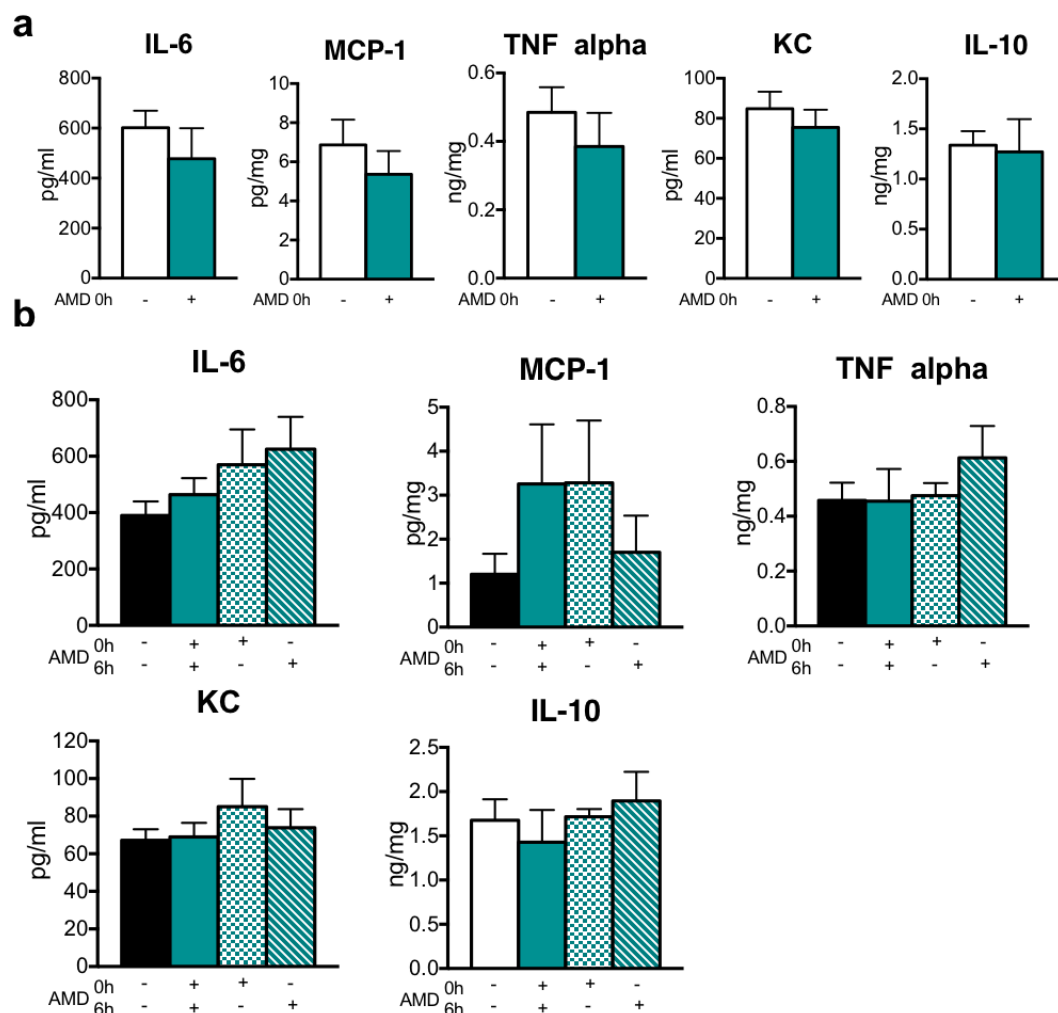 a
IL-6 MCP-1 TNF alpha KC IL-10
800 600 400 200 0 pg/ml
10 8 6 4 2 0 pg/mg
0.6 0.4 0.2 0.0 ng/mg
100 80 60 40 20 0 pg/ml
2.0 1.5 1.0 0.5 0.0 ng/mg
AMD 0h - + AMD 0h - + AMD 0h - + AMD 0h - + AMD 0h - +
b
IL-6 MCP-1 TNF alpha
800 600 400 200 0 pg/ml
5 4 3 2 1 0 pg/mg
0.8 0.6 0.4 0.2 0.0 ng/mg
0h - + + - 0h - + + - 0h - + + -
AMD AMD AMD
6h - + - + 6h - + - + 6h - + - +
KC IL-10
120 100 80 60 40 20 0 pg/ml
2.5 2.0 1.5 1.0 0.5 0.0 ng/mg
0h - + + - 0h - + + -
AMD AMD
6h - + - + 6h - + - +